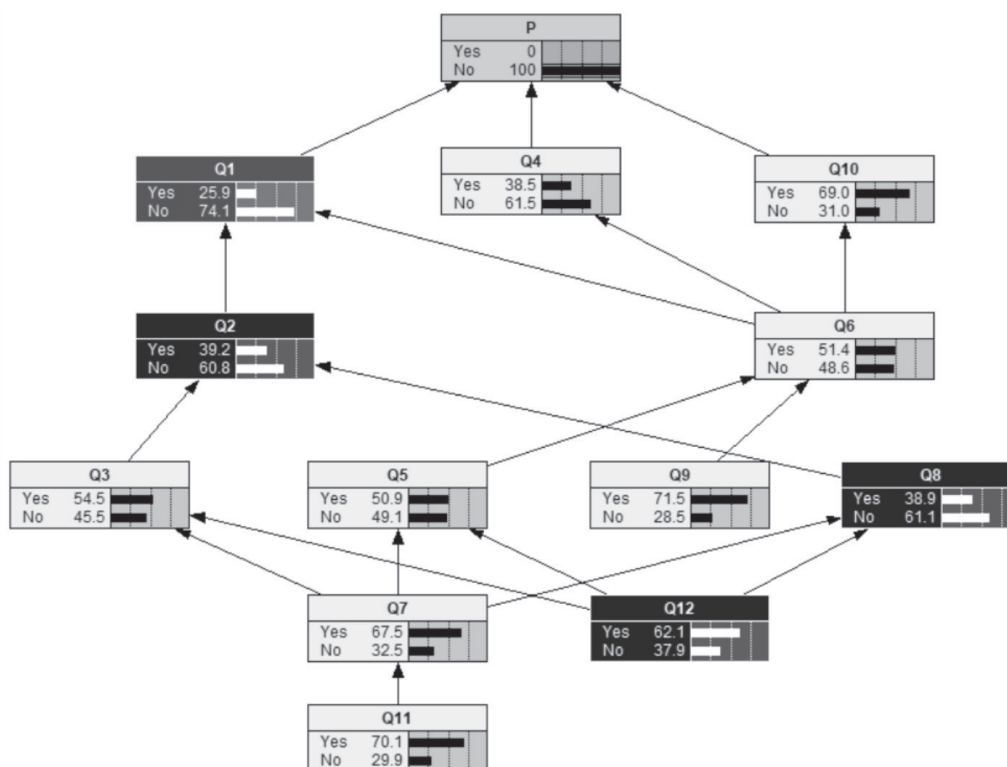 P
Yes 0
No 100
Q1
Yes 25.9
No 74.1
Q4
Yes 38.5
No 61.5
Q10
Yes 69.0
No 31.0
Q2
Yes 39.2
No 60.8
Q6
Yes 51.4
No 48.6
Q3
Yes 54.5
No 45.5
Q5
Yes 50.9
No 49.1
Q9
Yes 71.5
No 28.5
Q8
Yes 38.9
No 61.1
Q7
Yes 67.5
No 32.5
Q12
Yes 62.1
No 37.9
Q11
Yes 70.1
No 29.9